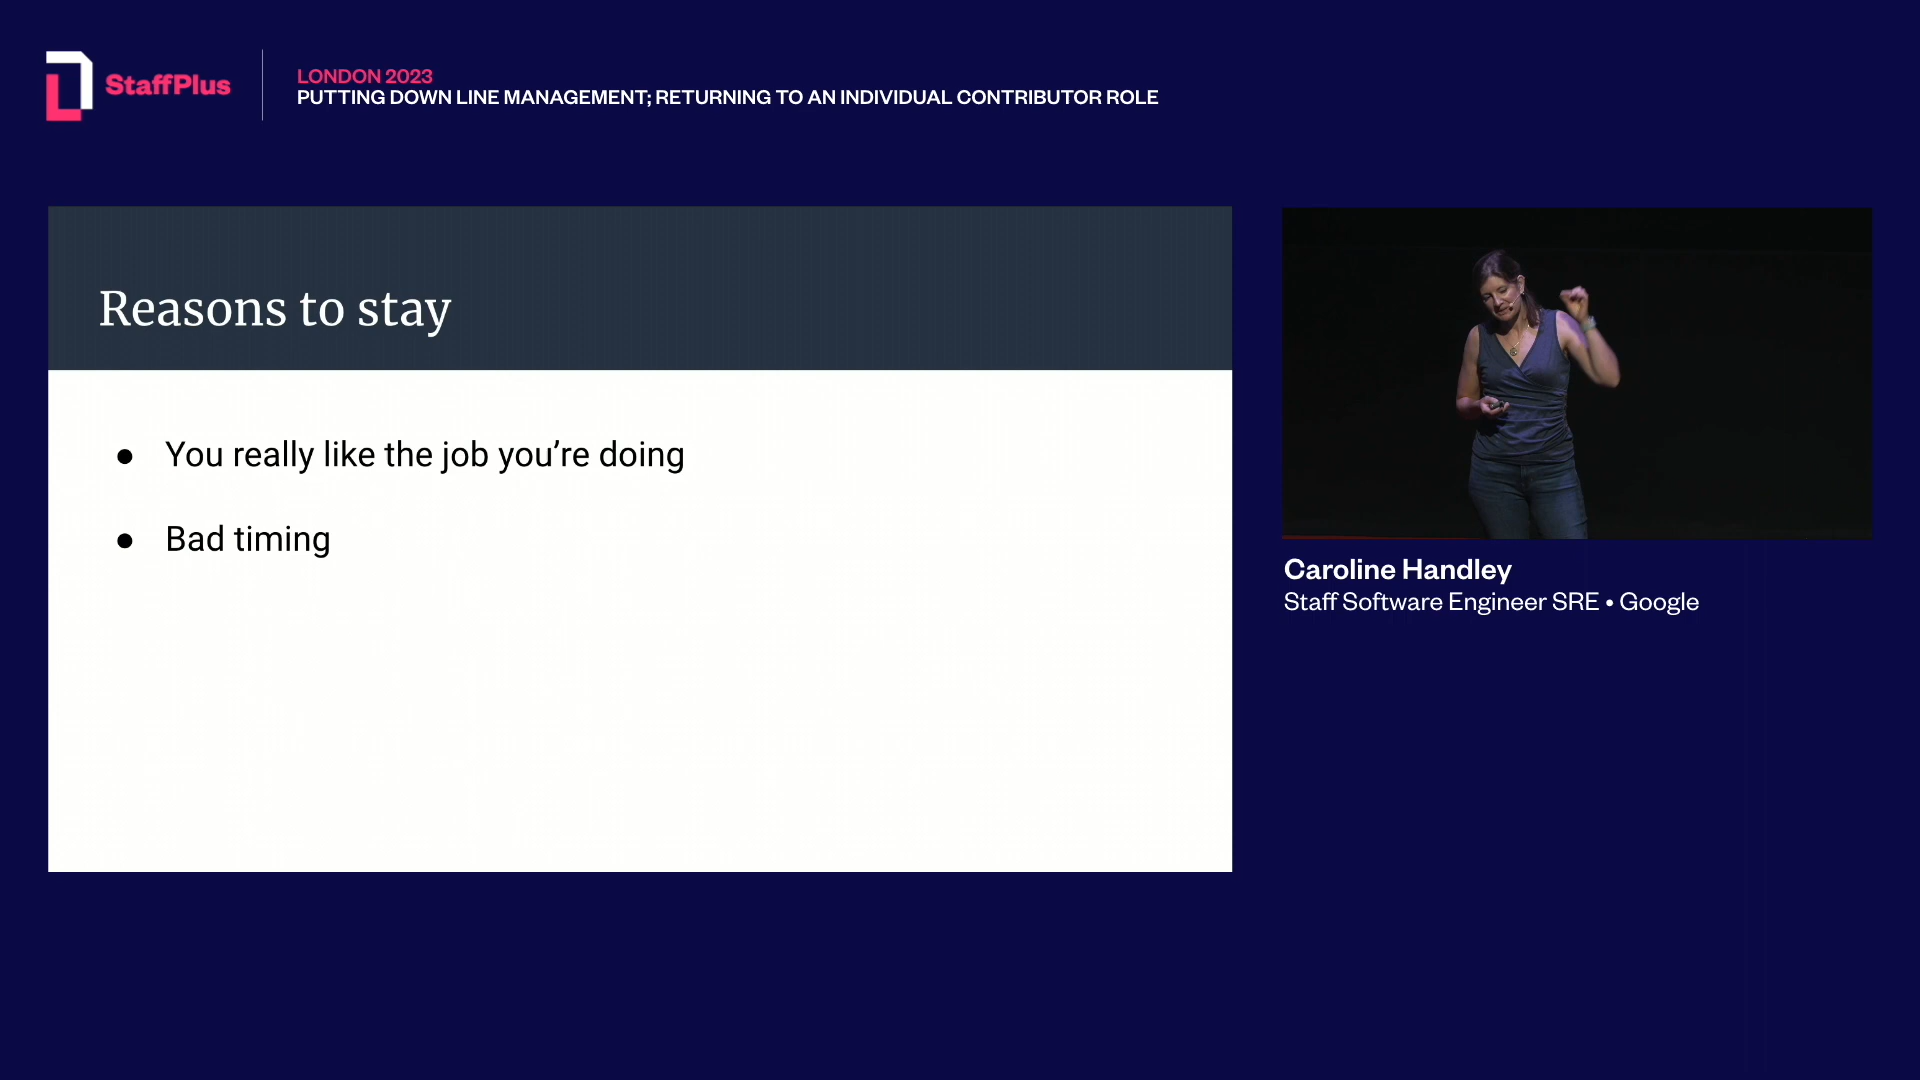 StaffPlus
LONDON 2023
PUTTING DOWN LINE MANAGEMENT; RETURNING TO AN INDIVIDUAL CONTRIBUTOR ROLE
Reasons to stay
● You really like the job you’re doing
● Bad timing
Caroline Handley
Staff Software Engineer SRE • Google